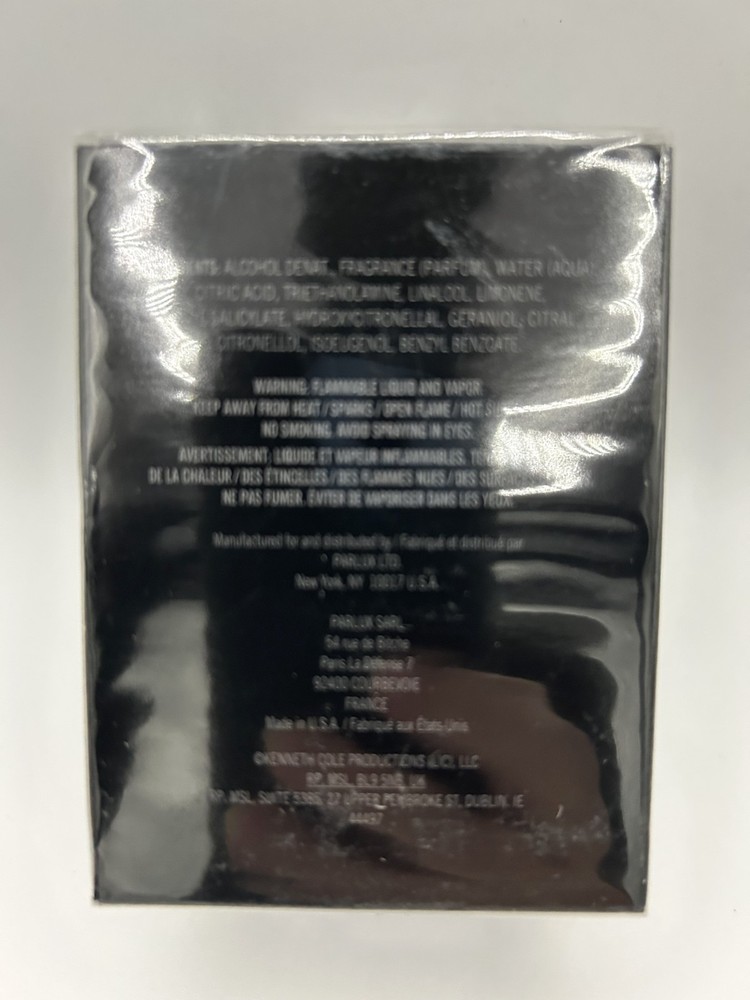 ALCOHOL DENAT., FRAGRANCE (PARFUM), WATER (AQUA),
CITRIC ACID, TRIETHANOLAMINE, LINALOOL, LIMONENE,
SALICYLATE, HYDROXYCITRONELLAL, GERANIOL, CITRAL,
CITRONELLOL, ISOEUGENOL, BENZYL BENZOATE.
WARNING: FLAMMABLE LIQUID AND VAPOR.
KEEP AWAY FROM HEAT / SPARKS / OPEN FLAME / HOT
NO SMOKING. AVOID SPRAYING IN EYES.
AVERTISSEMENT: LIQUIDE ET VAPEUR INFLAMMABLES.
DE LA CHALEUR / DES ÉTINCELLES / DES FLAMMES NUES / DES
NE PAS FUMER. ÉVITER DE VAPORISER DANS LES YEUX.
Manufactured for and distributed by / Fabriqué et distribué par
PARLUX LTD.
New York, NY 10017 U.S.A.
PARLUX SARL
64 rue de Bitche
Paris La Défense 7
92400 COURBEVOIE
FRANCE
Made in U.S.A. / Fabriqué aux États-Unis
©KENNETH COLE PRODUCTIONS (LIC), LLC
RP. MSL, BL9 5NB, UK
RP. MSL, SUITE 5386, 27 UPPER PEMBROKE ST, DUBLIN, IE
44497